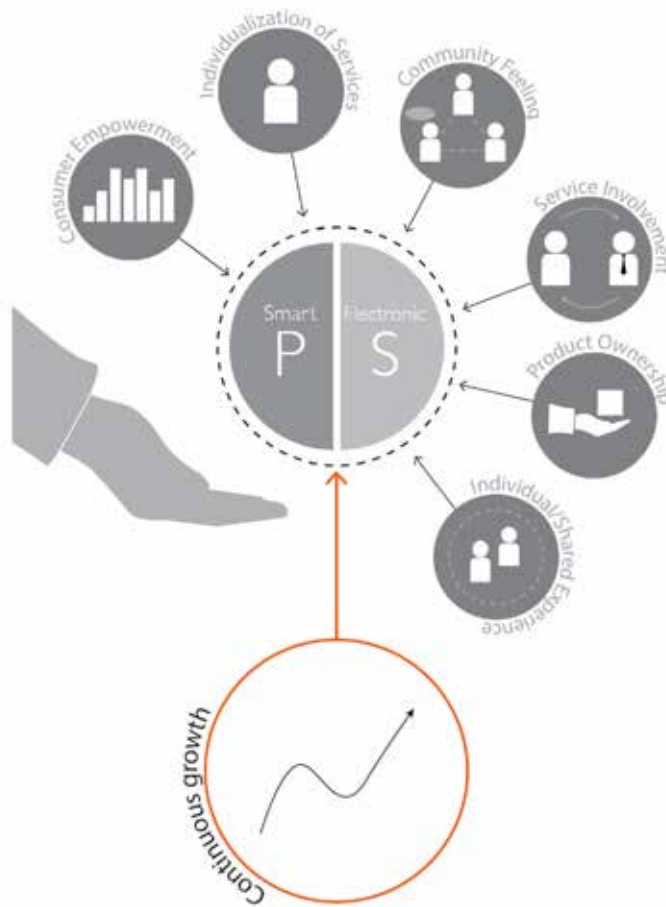 Consumer Empowerment
Individualization of Services
Community Feeling
Service Involvement
Product Ownership
Individual/Shared Experience
Smart
P
Electronic
S
Continuous growth